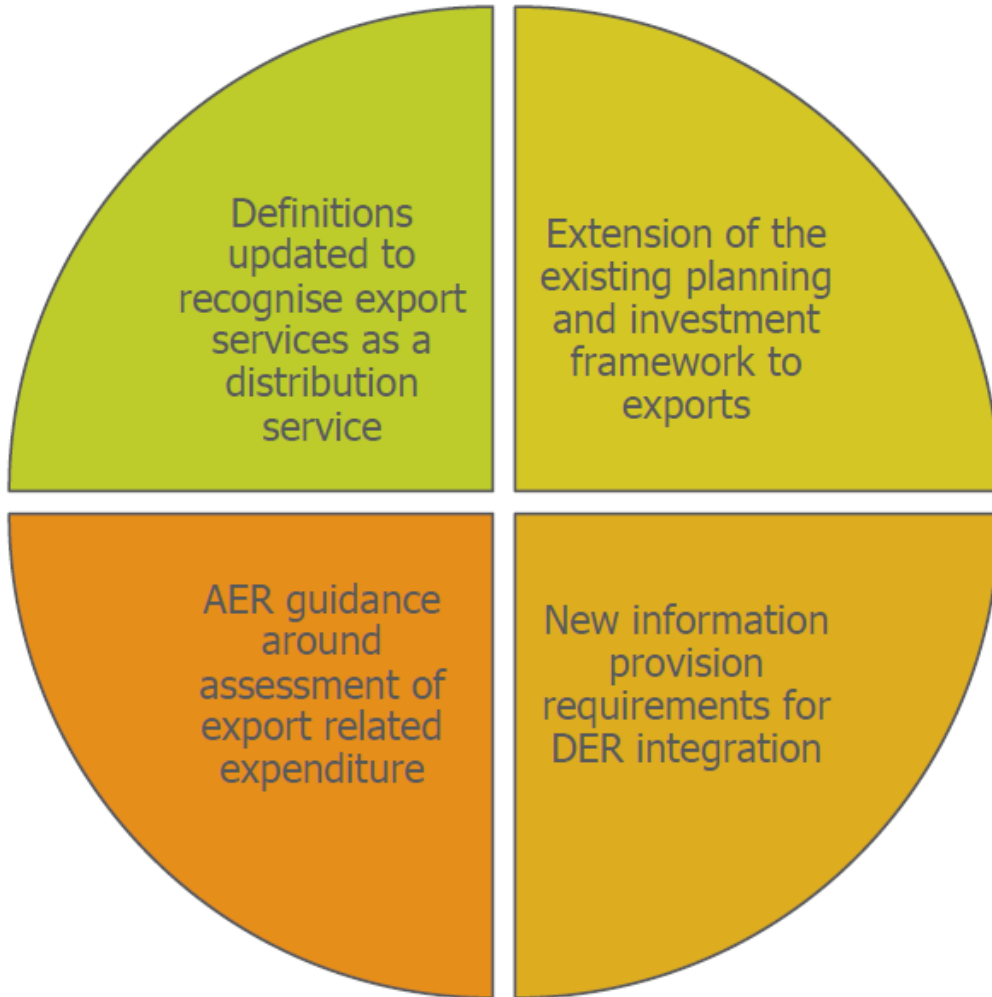 Definitions
updated to
recognise export
services as a
distribution
service
Extension of the
existing planning
and investment
framework to
exports
AER guidance
around
assessment of
export related
expenditure
New information
provision
requirements for
DER integration